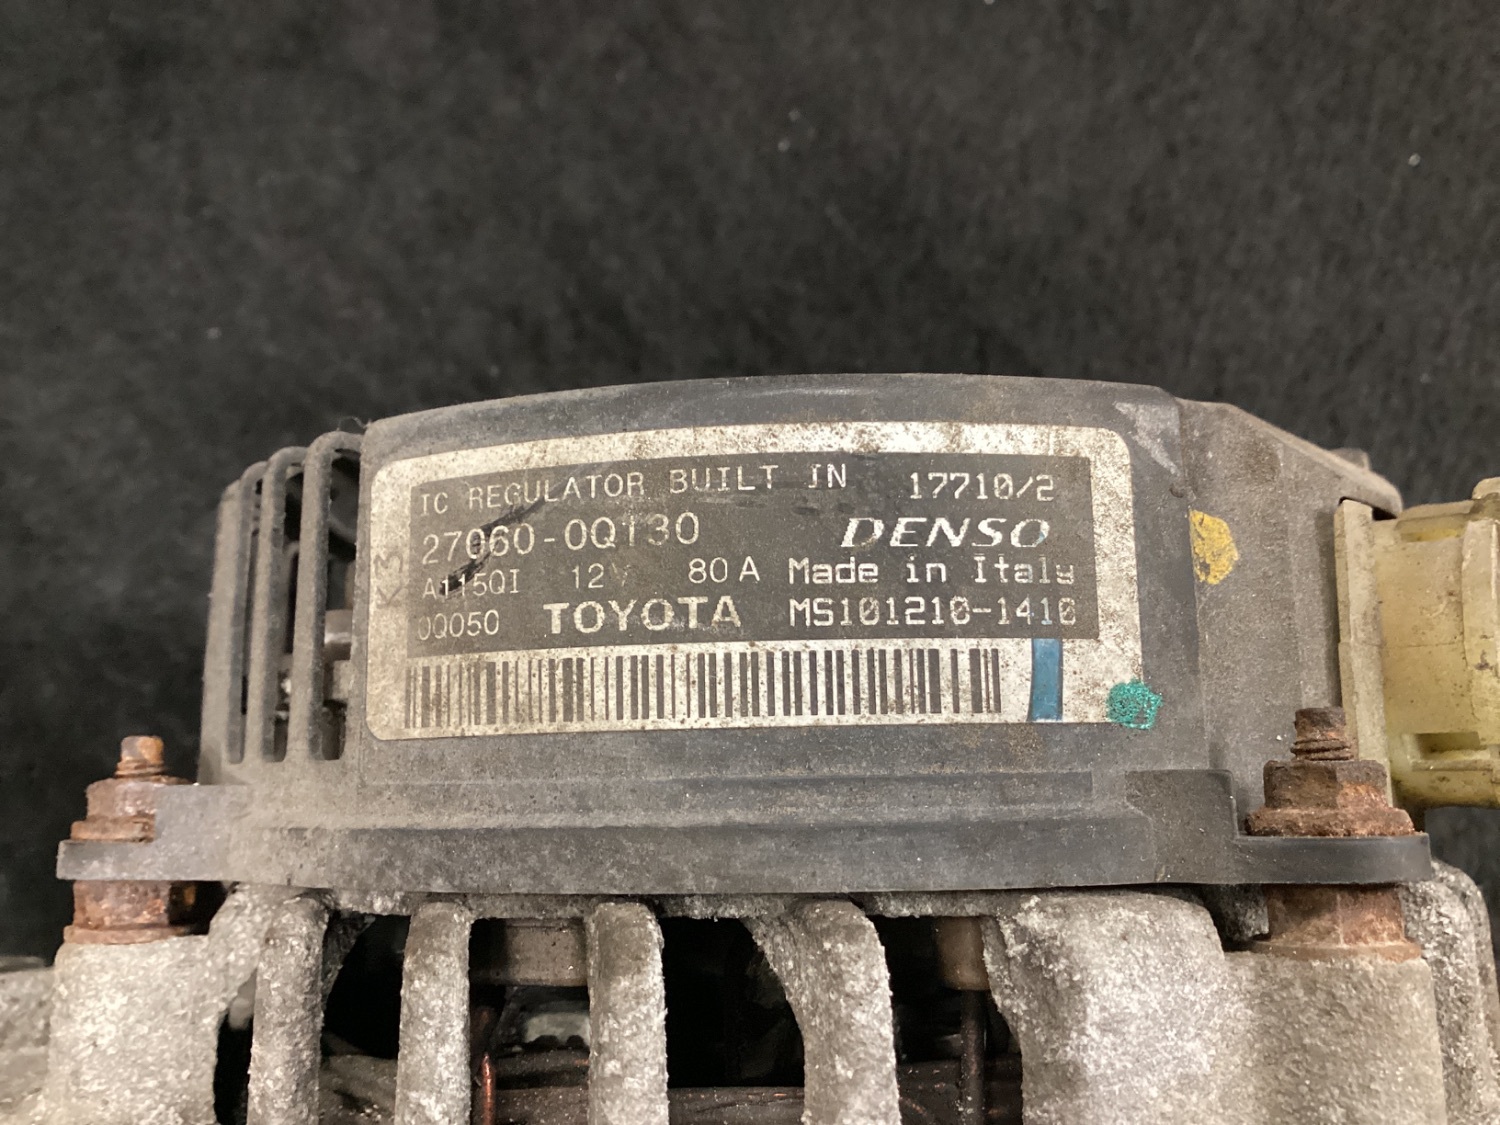 IC REGULATOR BUILT IN 17710/2
27060-0Q130 DENSO
A115QI 12V 80A Made in Italy
0Q050 TOYOTA MS101210-1410
K3